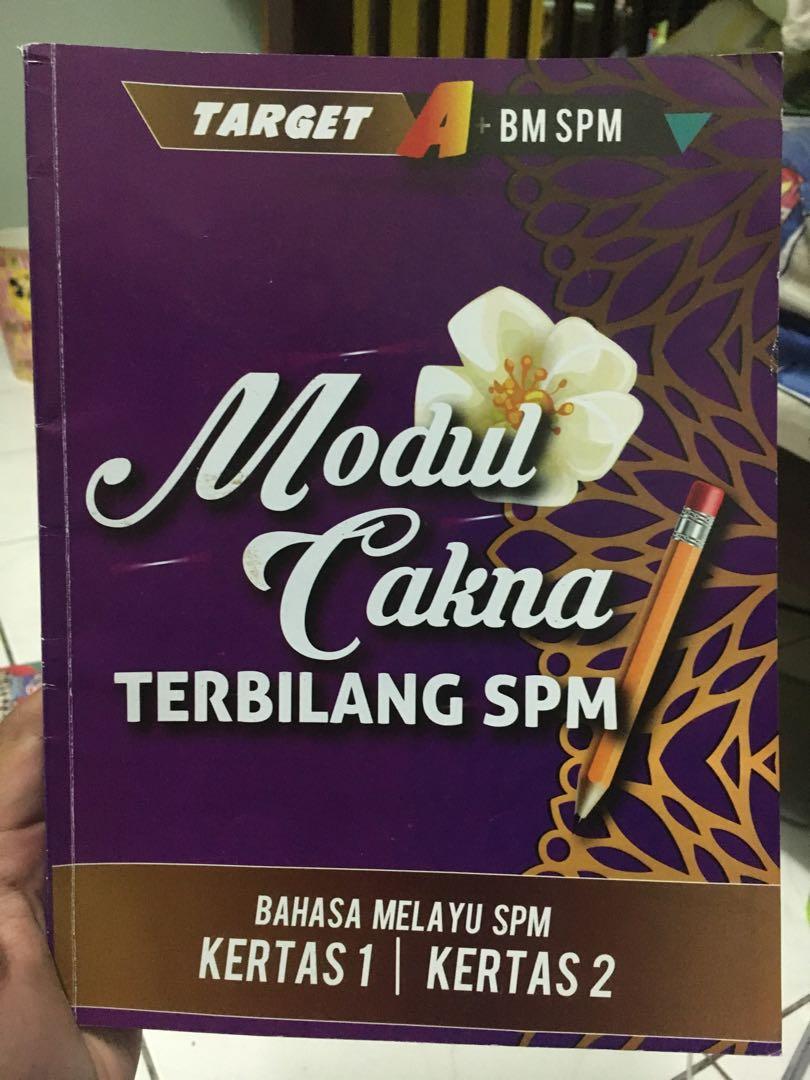 TARGET A+ BM SPM
Modul
Cakna
TERBILANG SPM
BAHASA MELAYU SPM
KERTAS 1 | KERTAS 2